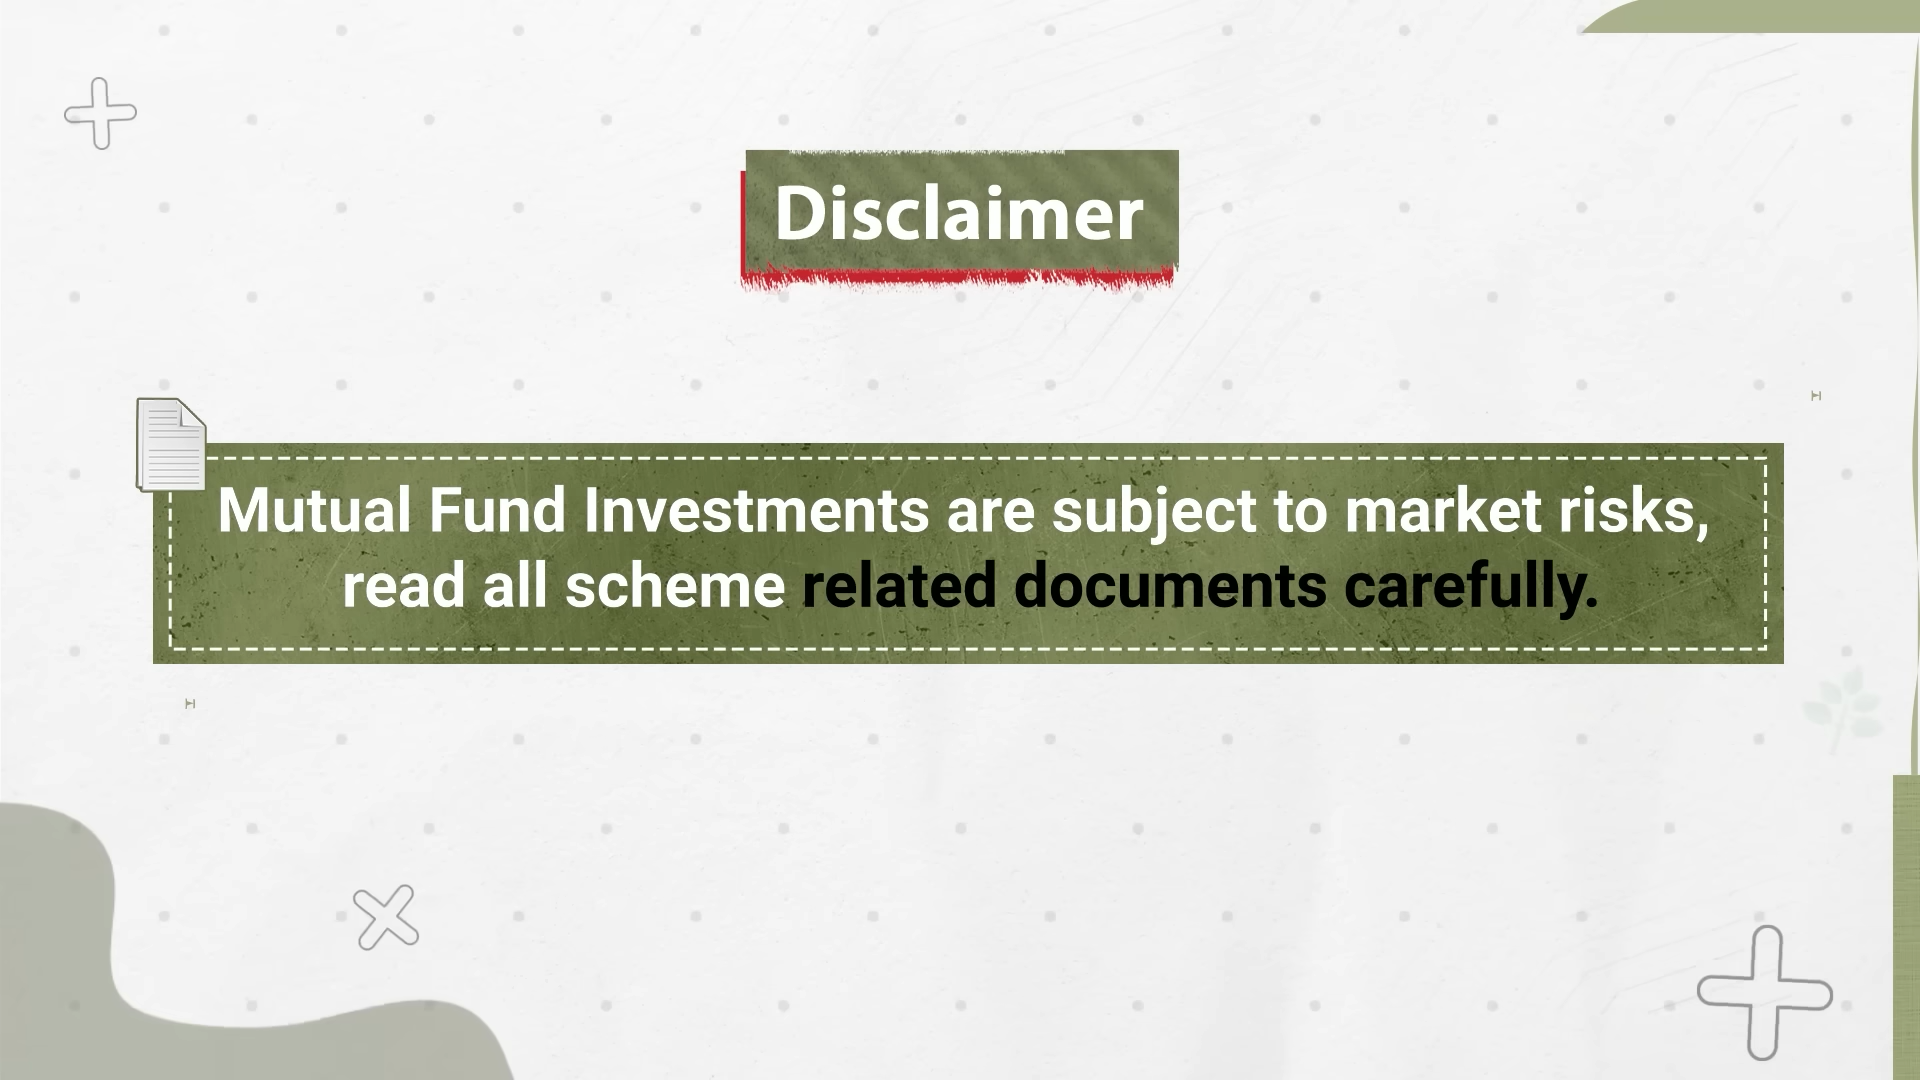 Disclaimer
Mutual Fund Investments are subject to market risks,
read all scheme related documents carefully.